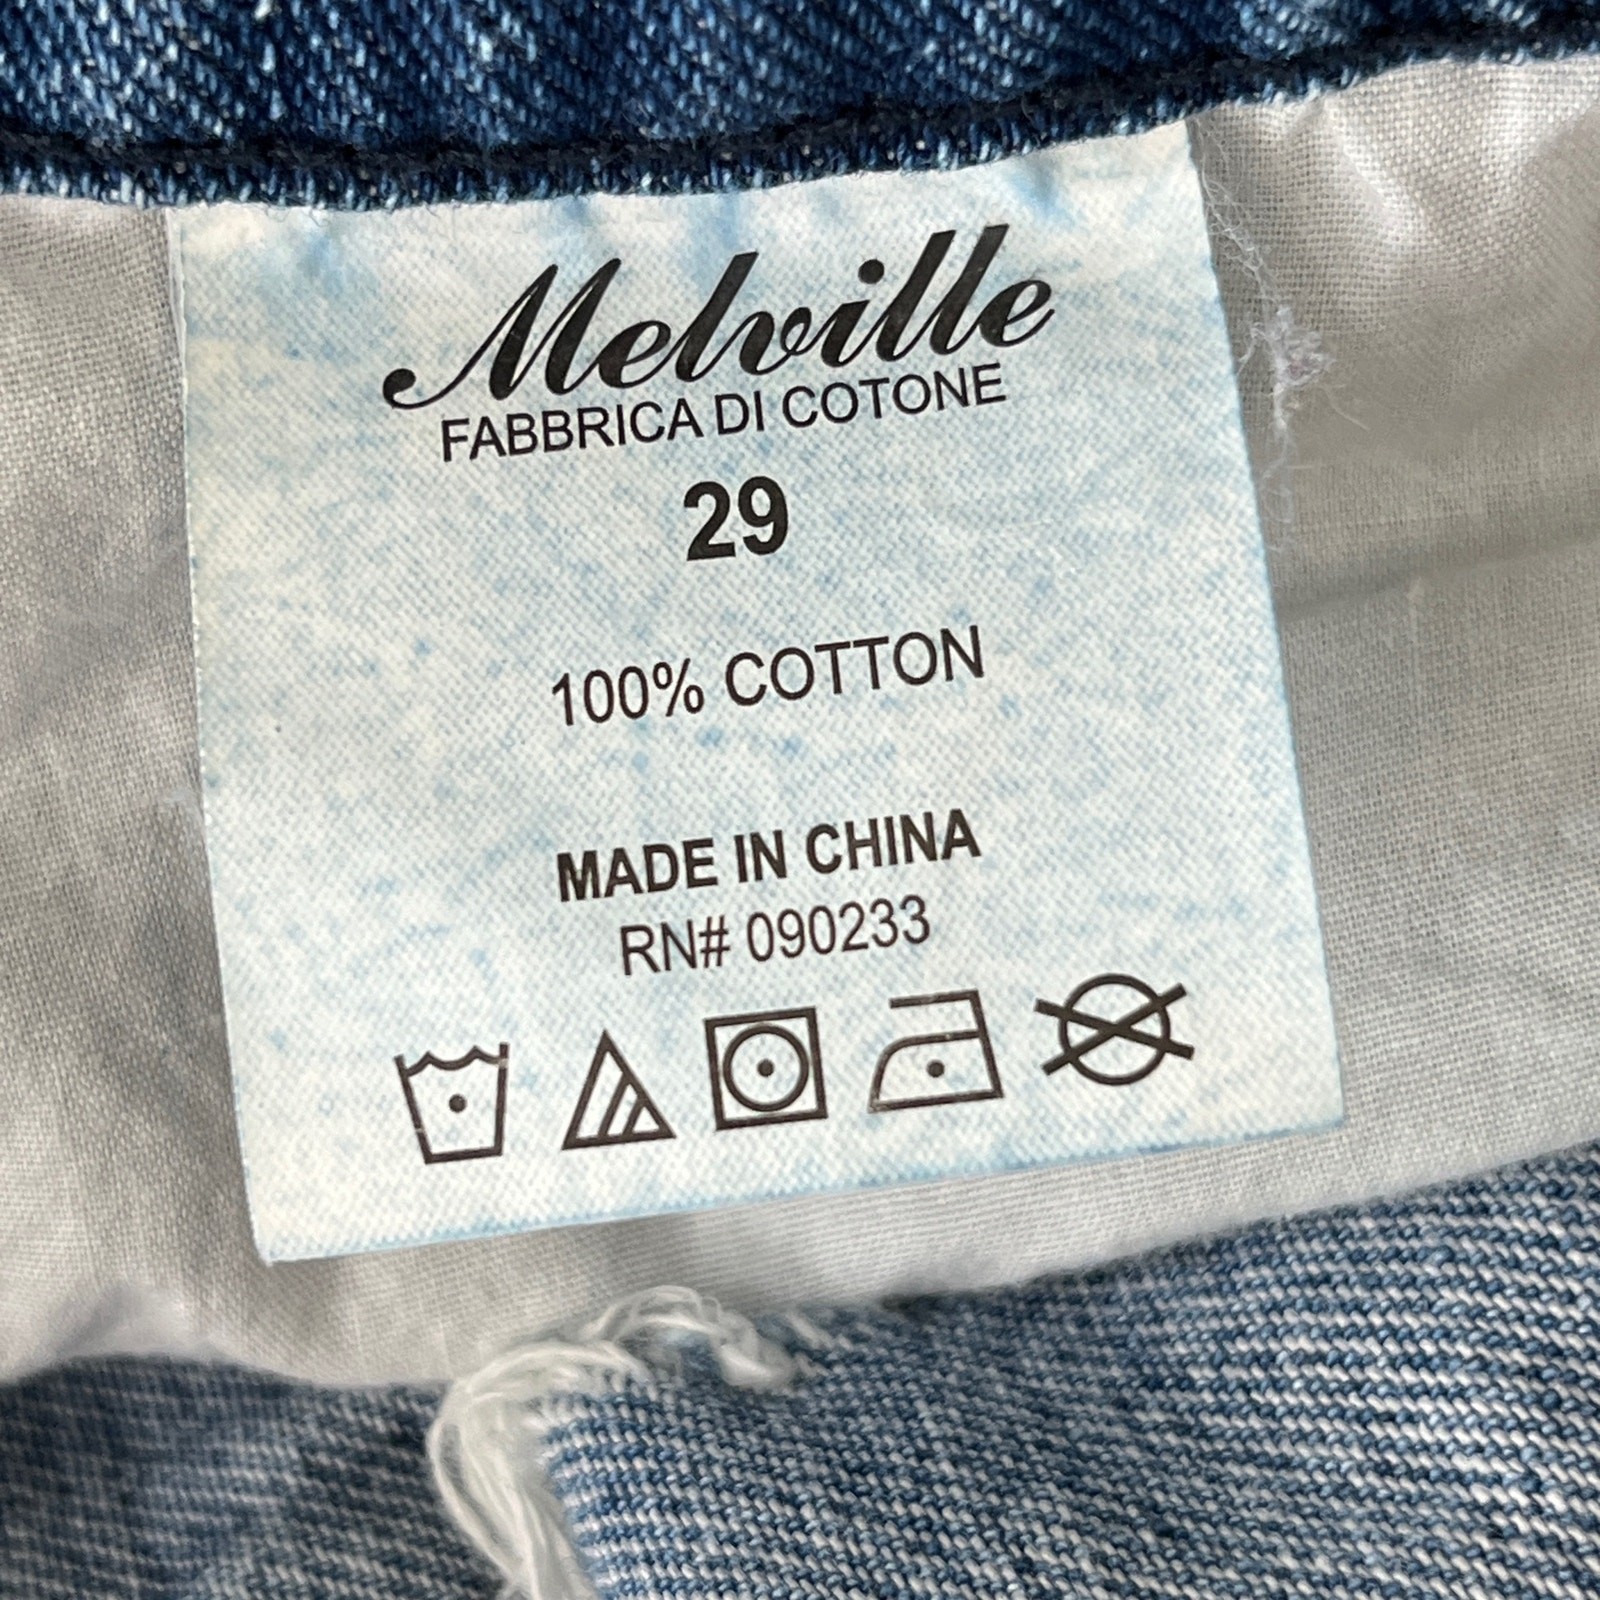 Melville
FABBRICA DI COTONE
29
100% COTTON
MADE IN CHINA
RN# 090233